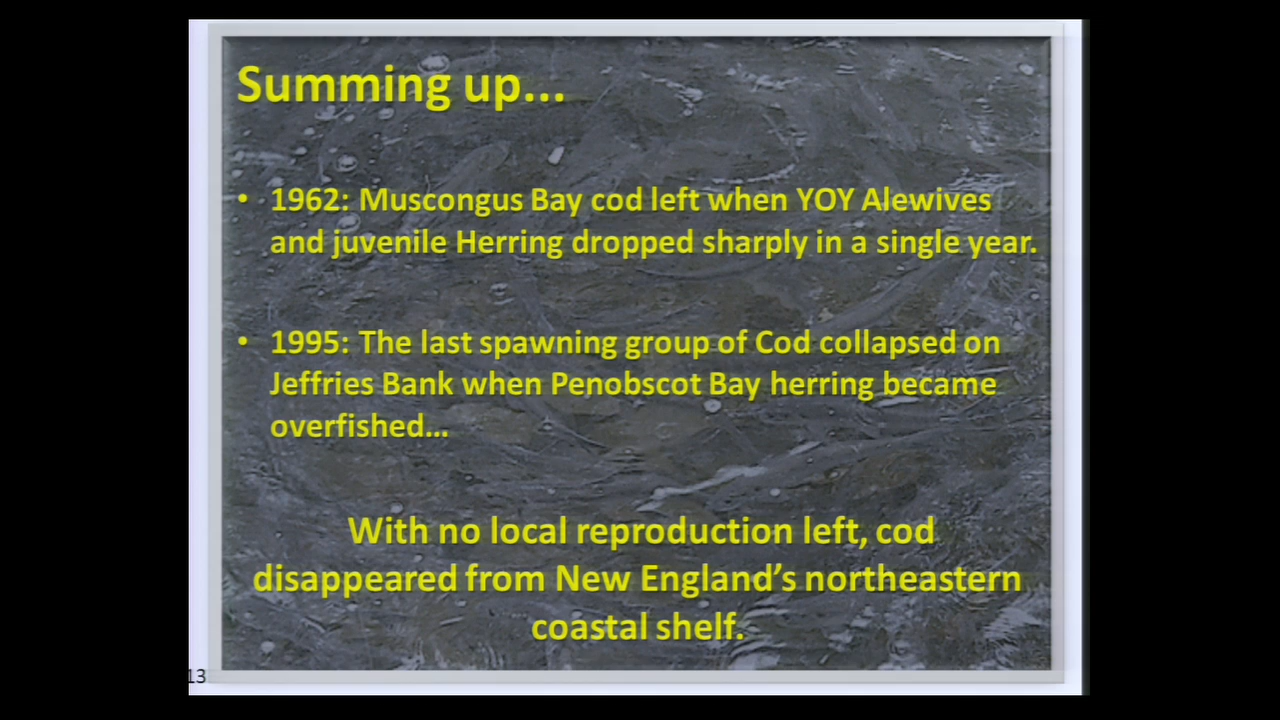 Summing up...
• 1962: Muscongus Bay cod left when YOY Alewives
and juvenile Herring dropped sharply in a single year.
• 1995: The last spawning group of Cod collapsed on
Jeffries Bank when Penobscot Bay herring became
overfished...
With no local reproduction left, cod
disappeared from New England’s northeastern
coastal shelf.
13